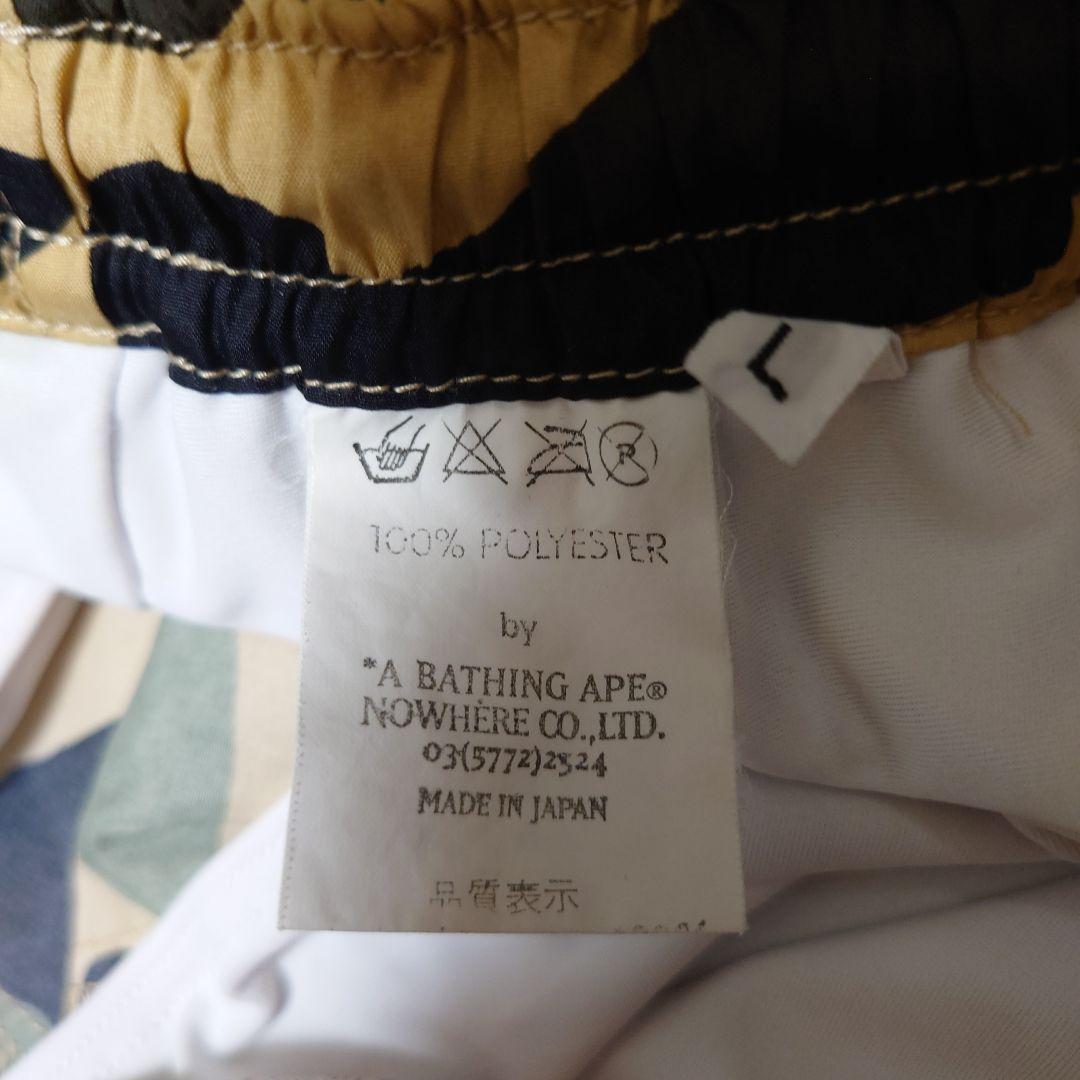 L
P
100% POLYESTER
by
*A BATHING APE®
NOWHERE CO.,LTD.
03(5772)2524
MADE IN JAPAN
品質表示